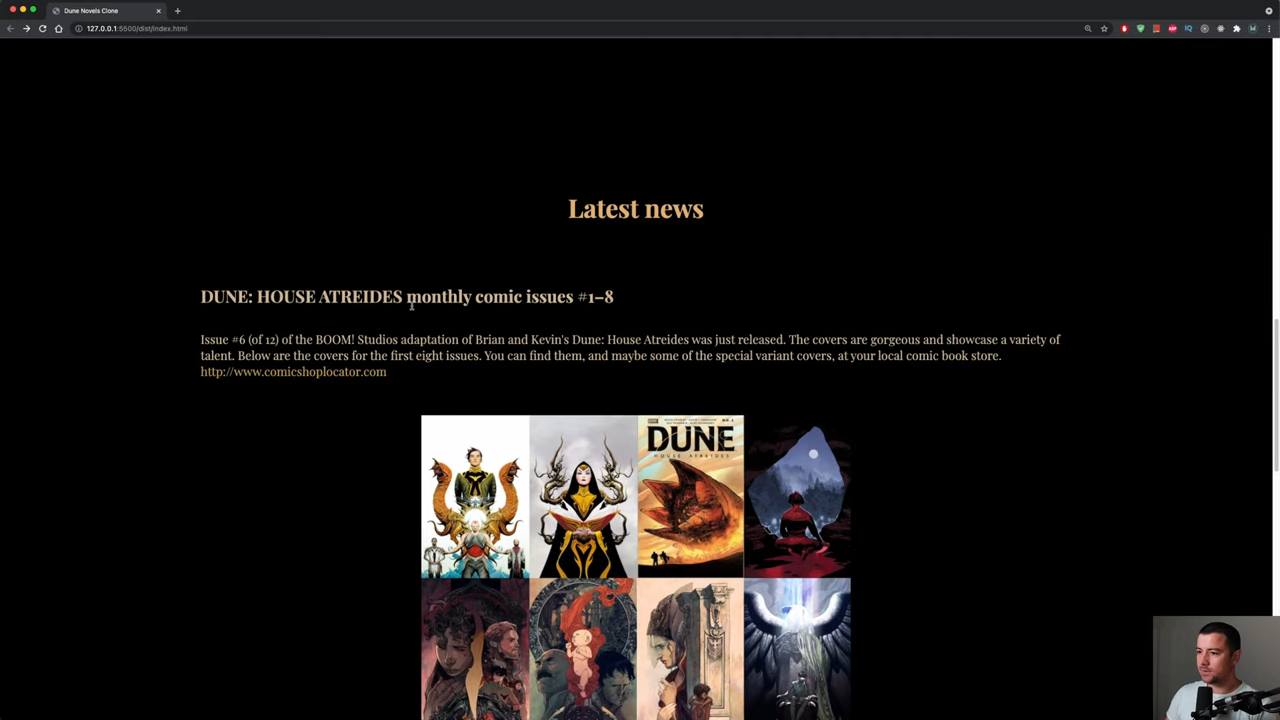 Dune Novels Clone
127.0.0.1:5500/dist/index.html
Latest news
DUNE: HOUSE ATREIDES monthly comic issues #1–8
Issue #6 (of 12) of the BOOM! Studios adaptation of Brian and Kevin's Dune: House Atreides was just released. The covers are gorgeous and showcase a variety of
talent. Below are the covers for the first eight issues. You can find them, and maybe some of the special variant covers, at your local comic book store.
http://www.comicshoplocator.com
DUNE
HOUSE ATREIDES